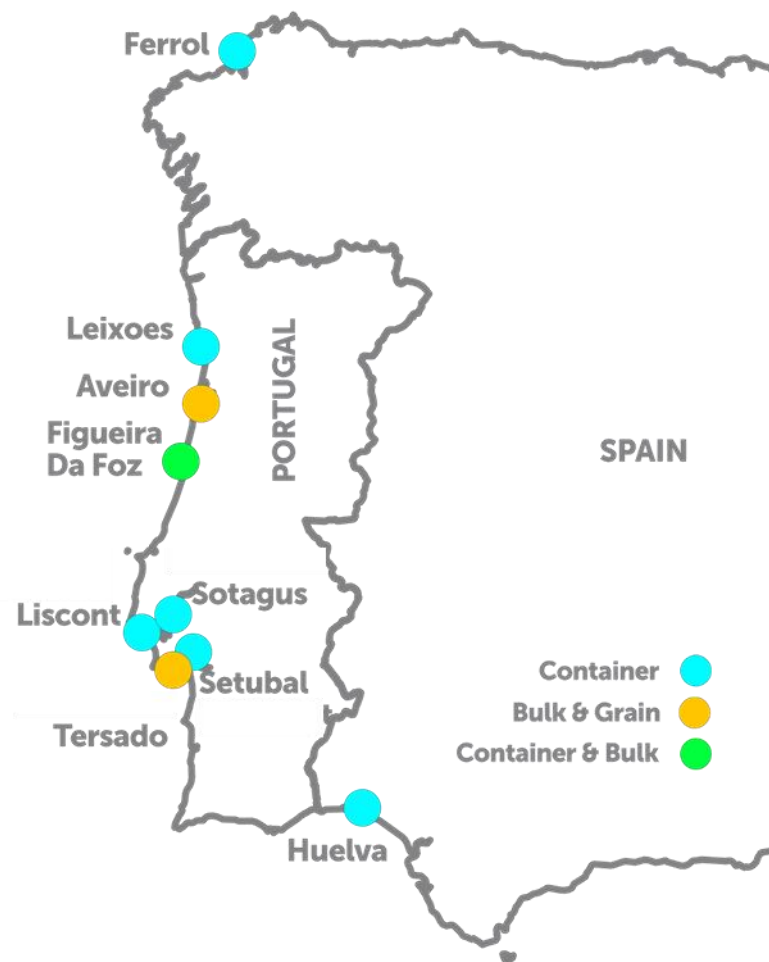 Ferrol
Leixoes
PORTUGAL
Aveiro
Figueira
Da Foz
SPAIN
Sotagus
Liscont
Setubal
Tersado
Container
Bulk & Grain
Container & Bulk
Huelva